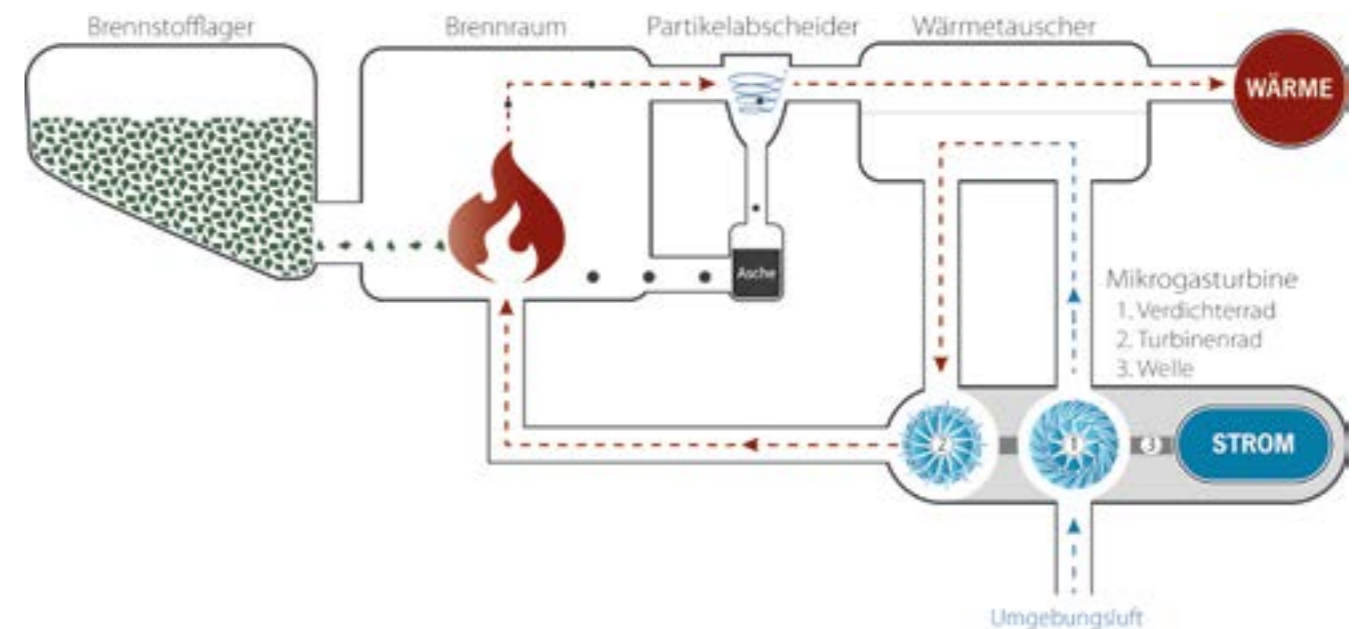 Brennstofflager
Brennraum
Partikelabscheider
Wärmetauscher
WÄRME
Asche
Mikrogasturbine
1. Verdichterrad
2. Turbinenrad
3. Welle
2
1
3
STROM
Umgebungsluft